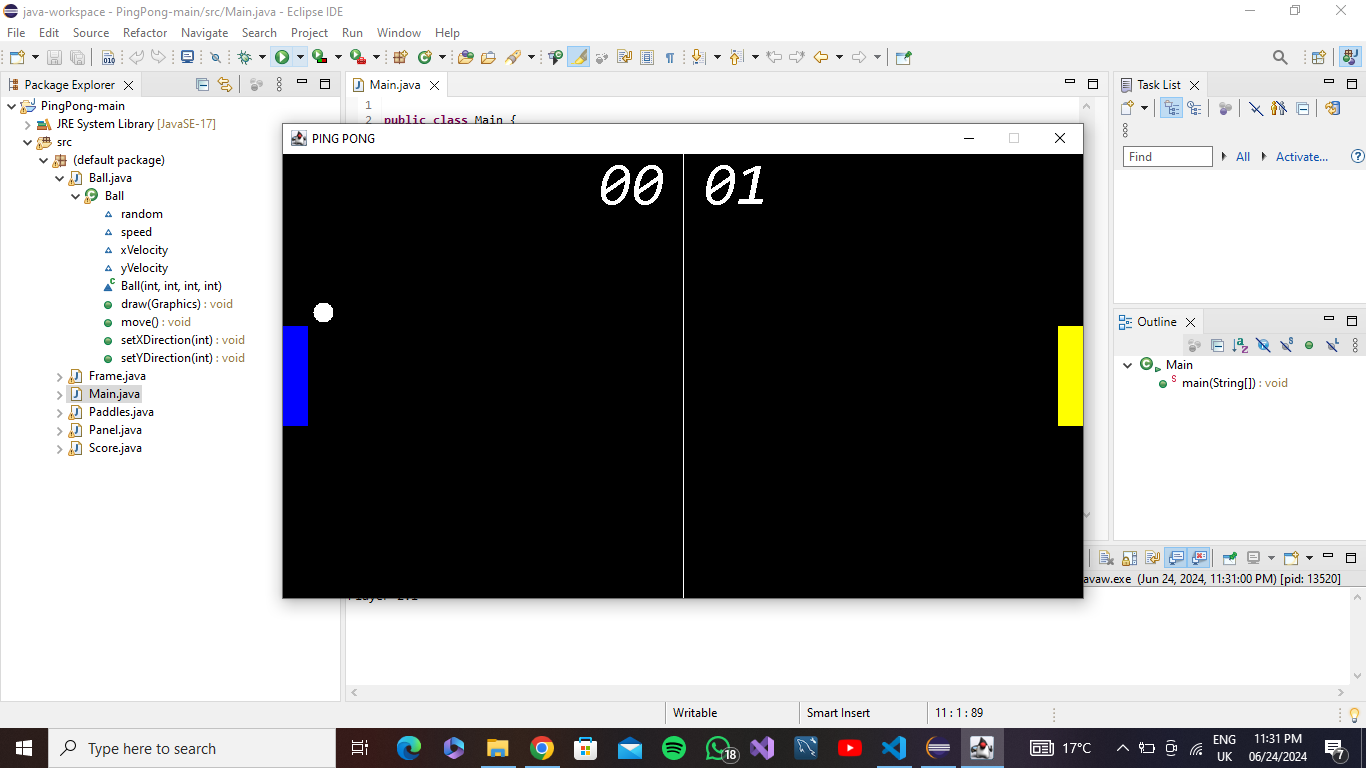 java-workspace - PingPong-main/src/Main.java - Eclipse IDE
File Edit Source Refactor Navigate Search Project Run Window Help
Package Explorer
Main.java
Task List
PingPong-main
JRE System Library [JavaSE-17]
src
(default package)
Ball.java
Ball
random
speed
xVelocity
yVelocity
Ball(int, int, int, int)
draw(Graphics) : void
move() : void
setXDirection(int) : void
setYDirection(int) : void
Frame.java
Main.java
Paddles.java
Panel.java
Score.java
1
2 public class Main {
PING PONG
00 01
Find All Activate...
Outline
Main
main(String[]) : void
avaw.exe (Jun 24, 2024, 11:31:00 PM) [pid: 13520]
Writable Smart Insert 11 : 1 : 89
Type here to search
18
17°C
ENG
UK
11:31 PM
06/24/2024
7